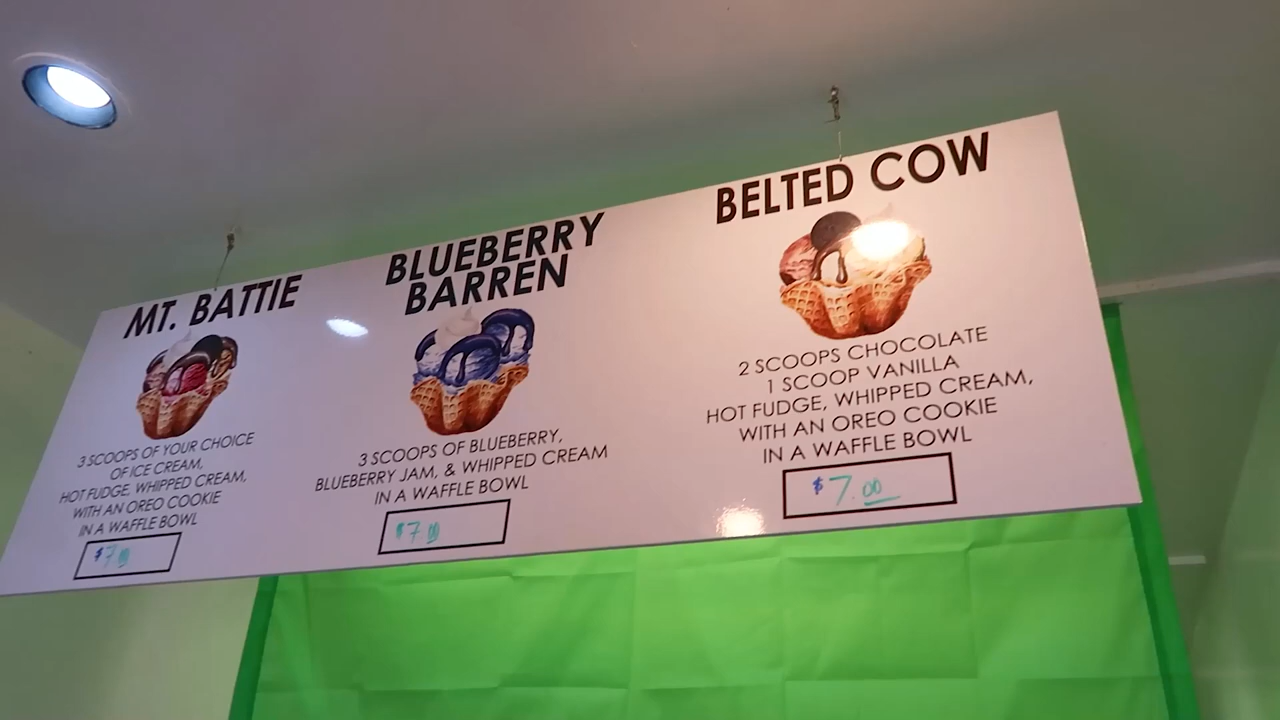 MT. BATTIE
3 SCOOPS OF YOUR CHOICE
OF ICE CREAM,
HOT FUDGE, WHIPPED CREAM,
WITH AN OREO COOKIE
IN A WAFFLE BOWL
$7.00
BLUEBERRY
BARREN
3 SCOOPS OF BLUEBERRY,
BLUEBERRY JAM, & WHIPPED CREAM
IN A WAFFLE BOWL
$7.00
BELTED COW
2 SCOOPS CHOCOLATE
1 SCOOP VANILLA
HOT FUDGE, WHIPPED CREAM,
WITH AN OREO COOKIE
IN A WAFFLE BOWL
$7.00